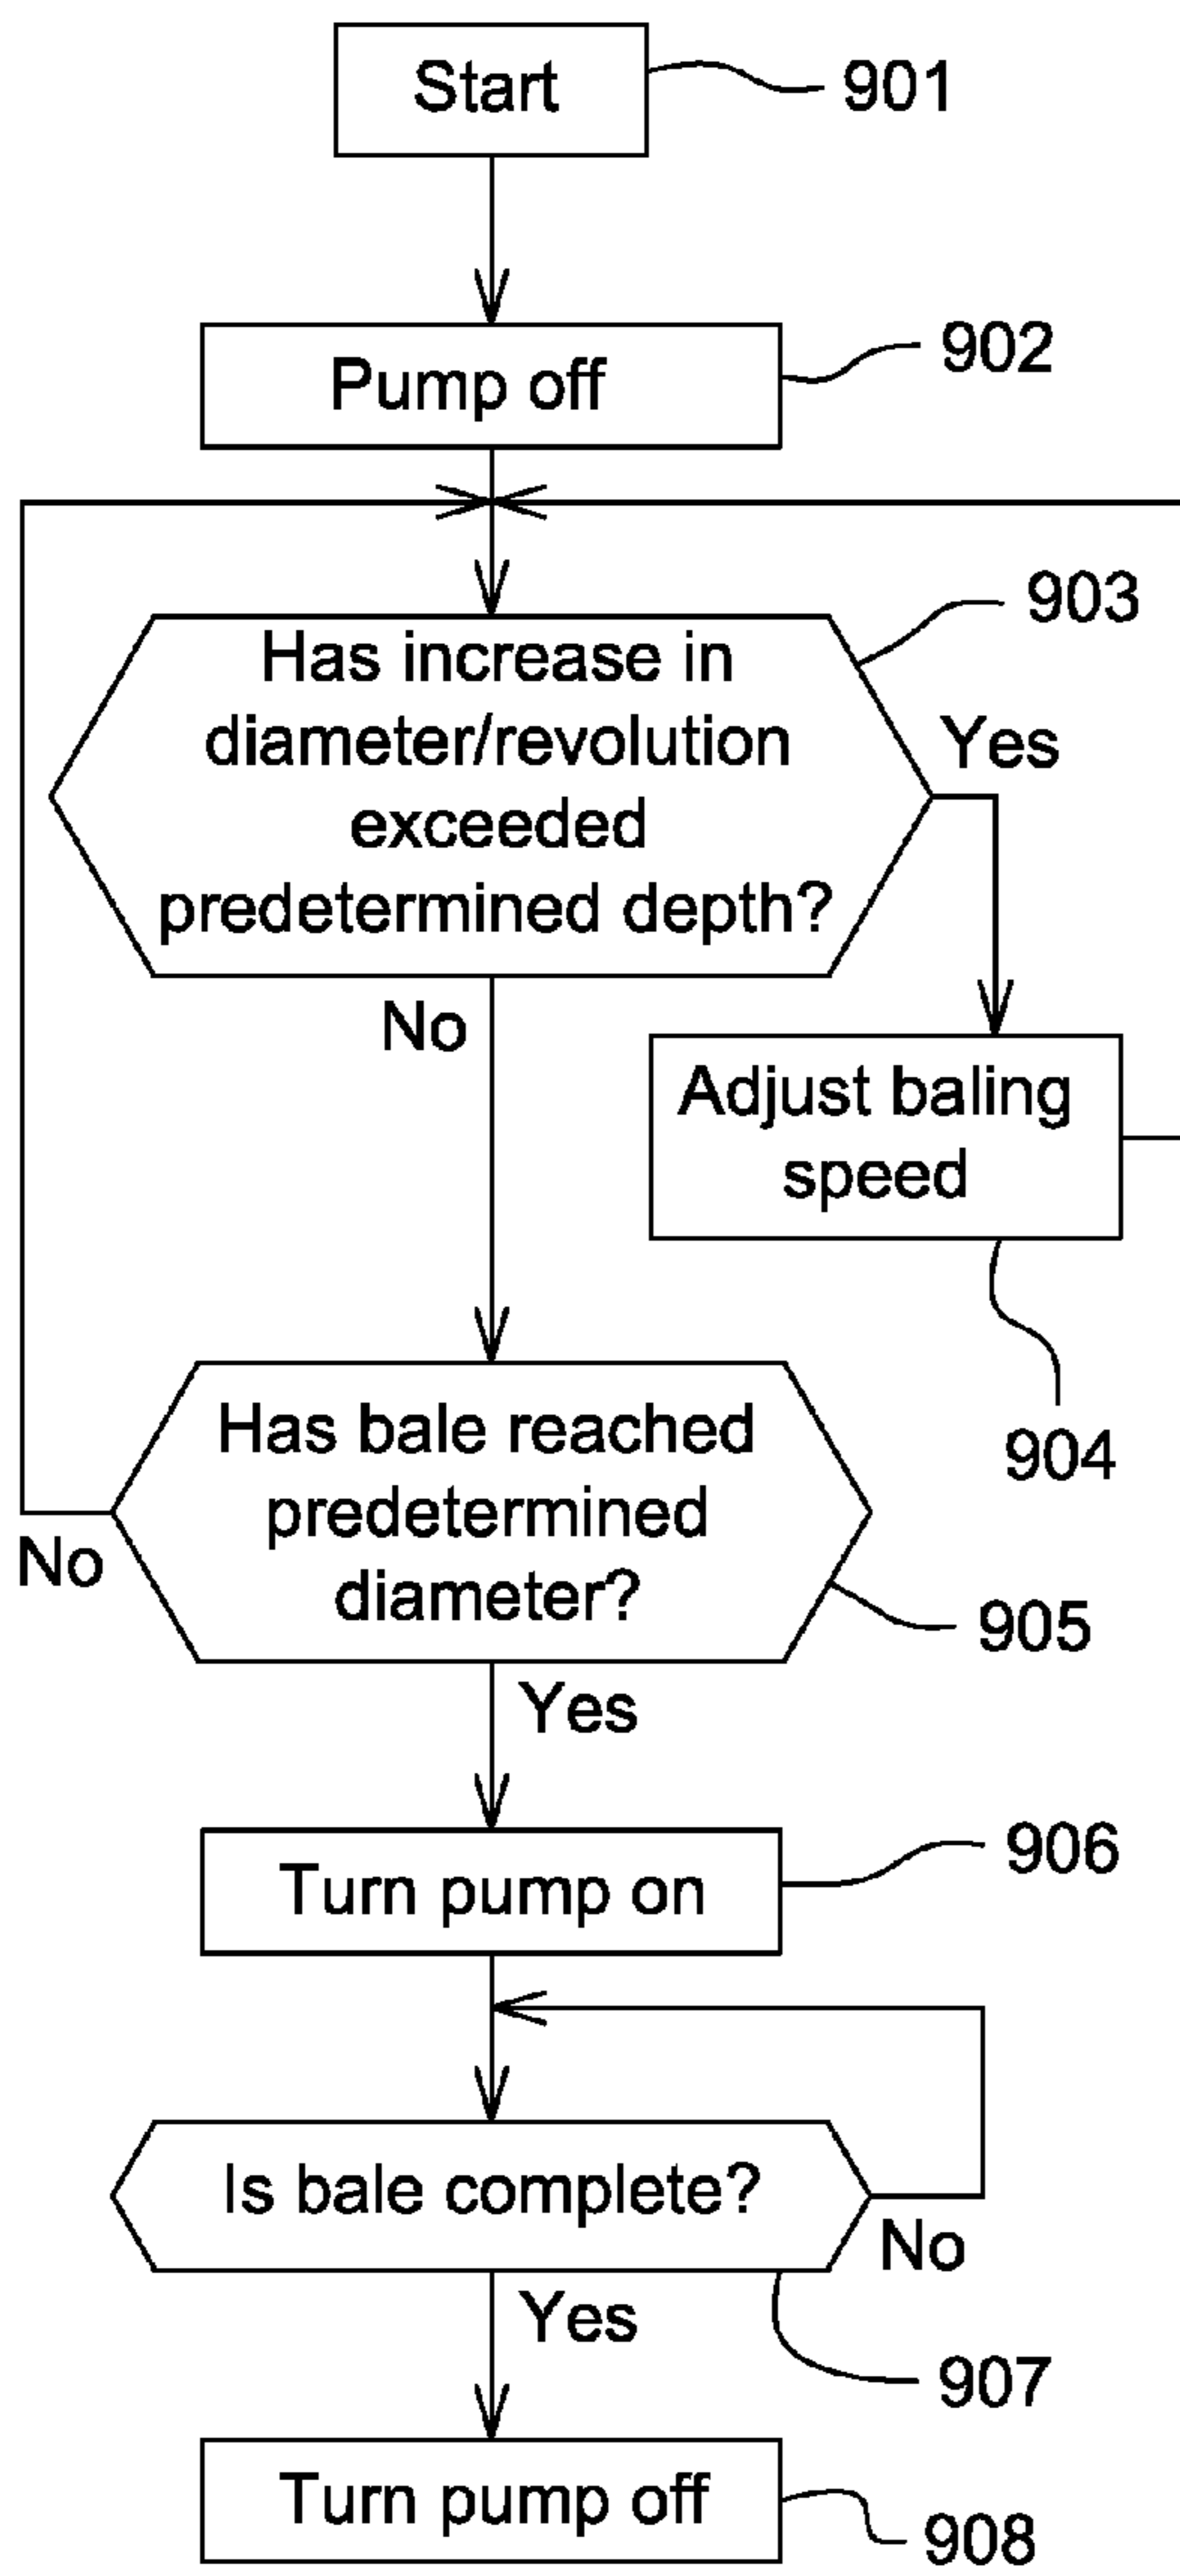 Start
901
Pump off
902
903
Has increase in
diameter/revolution
exceeded
predetermined depth?
Yes
No
Adjust baling
speed
904
Has bale reached
predetermined
diameter?
No
905
Yes
Turn pump on
906
Is bale complete?
No
Yes
907
Turn pump off
908